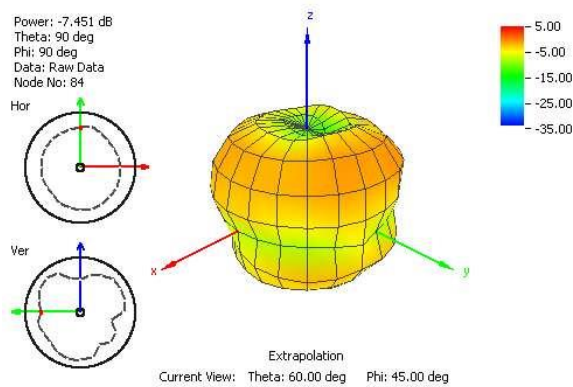 Power: -7.451 dB
Theta: 90 deg
Phi: 90 deg
Data: Raw Data
Node No: 84
Hor
Ver
z
x
y
5.00
-5.00
-15.00
-25.00
-35.00
Extrapolation
Current View: Theta: 60.00 deg Phi: 45.00 deg